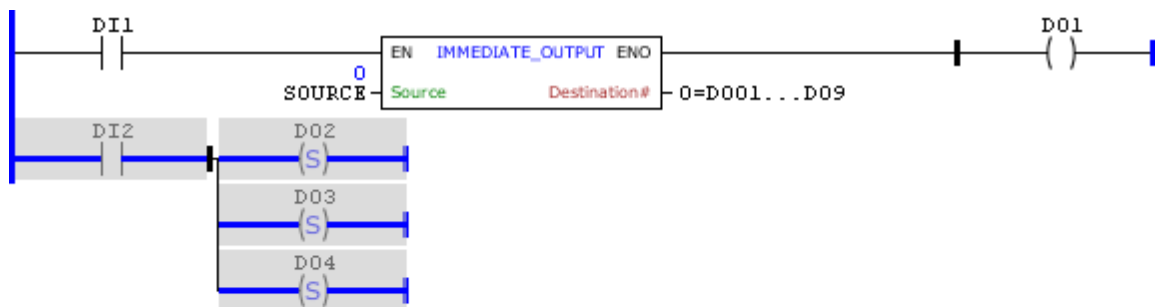 DI1
DO1
EN IMMEDIATE_OUTPUT ENO
0
SOURCE Source Destination# 0=DO01...DO9
DI2
DO2
(S)
DO3
(S)
DO4
(S)